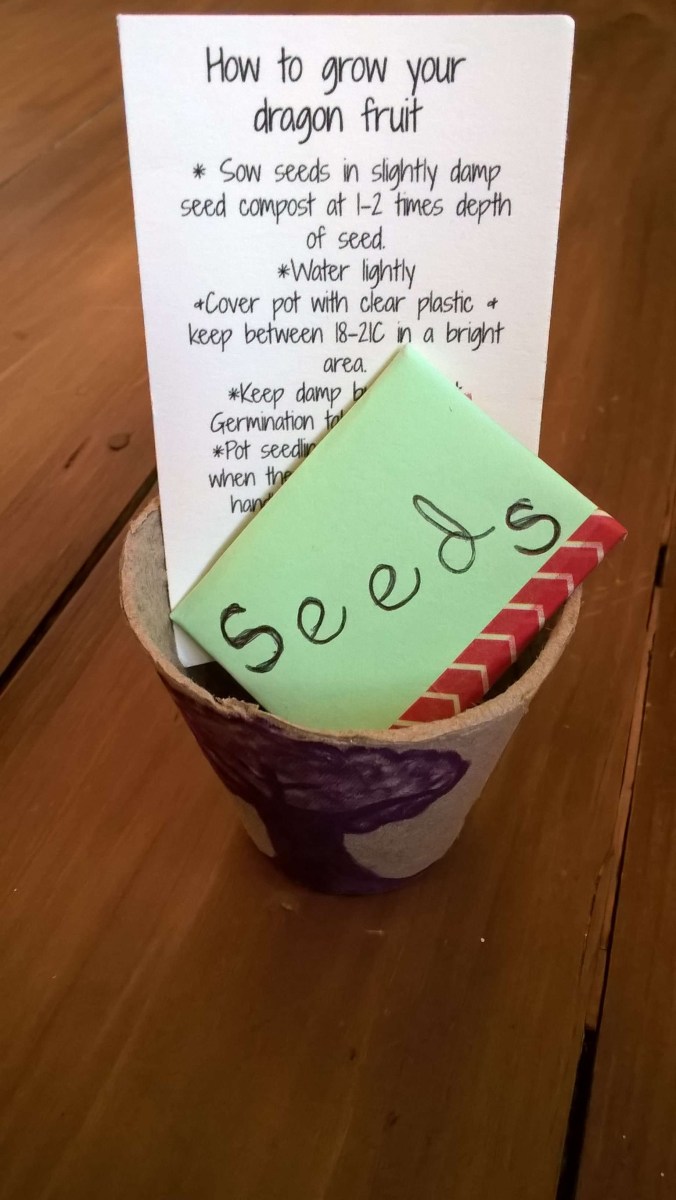 How to grow your
dragon fruit
* Sow seeds in slightly damp
seed compost at 1-2 times depth
of seed.
*Water lightly
*Cover pot with clear plastic &
keep between 18-21C in a bright
area.
*Keep damp
Germination
*Pot
when
Seeds